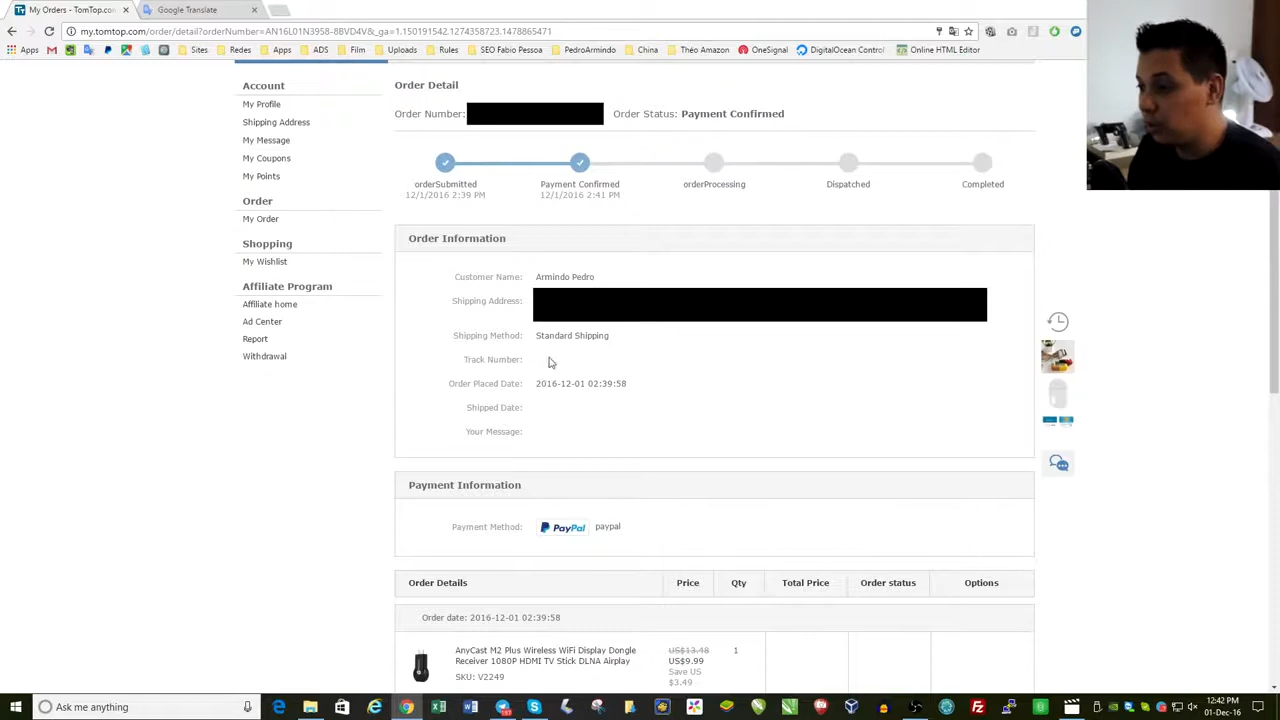 My Orders - TomTop.co
Google Translate
my.tomtop.com/order/detail?orderNumber=AN16L01N3958-8BVD4V&_ga=1.150191542.1274358723.1478865471
Apps
Rafa
ADS
Film
Uploads
SEO Fabio Pessoa
PedroArmindo
China
Théo Amazon
OneSignal
DigitalOcean Control
Online HTML Editor
Account
My Profile
Shipping Address
My Message
My Coupons
My Points
Order
My Order
Shopping
My Wishlist
Affiliate Program
Affiliate home
Ad Center
Report
Withdrawal
Order Detail
Order Number:
Order Status: Payment Confirmed
orderSubmitted
12/1/2016 2:39 PM
Payment Confirmed
12/1/2016 2:41 PM
orderProcessing
Dispatched
Completed
Order Information
Customer Name: Armindo Pedro
Shipping Address:
Shipping Method: Standard Shipping
Track Number:
Order Placed Date: 2016-12-01 02:39:58
Shipped Date:
Your Message:
Payment Information
Payment Method: PayPal paypal
Order Details Price Qty Total Price Order status Options
Order date: 2016-12-01 02:39:58
AnyCast M2 Plus Wireless WiFi Display Dongle
Receiver 1080P HDMI TV Stick DLNA Airplay
SKU: V2249
US$13.48
US$9.99
Save US
$3.49
1
Ask me anything
12:42 PM
01-Dec-16